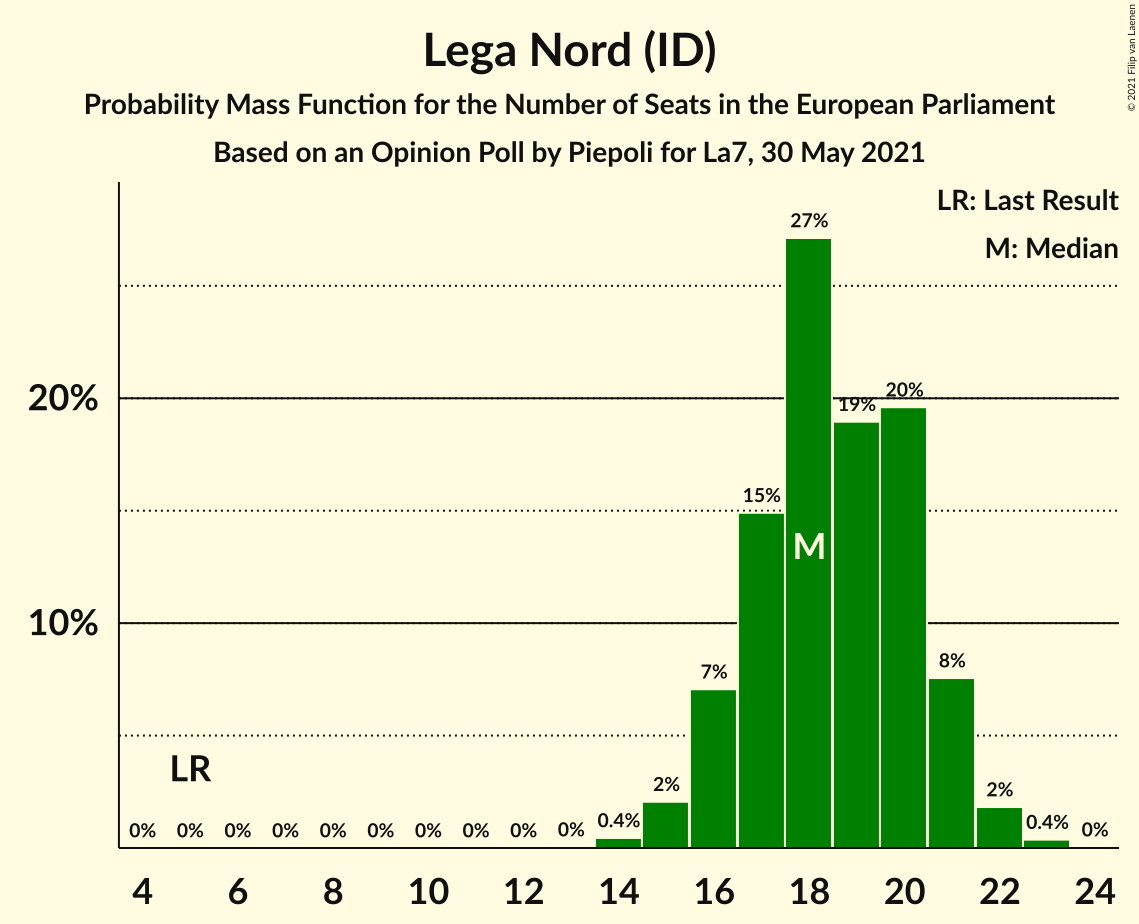 Lega Nord (ID)
Probability Mass Function for the Number of Seats in the European Parliament
Based on an Opinion Poll by Piepoli for La7, 30 May 2021
© 2021 Filip van Laenen
LR: Last Result
M: Median
20%
10%
27%
20%
19%
15%
M
8%
7%
LR
2%
2%
0% 0% 0% 0% 0% 0% 0% 0% 0% 0% 0.4% 0.4% 0%
4 6 8 10 12 14 16 18 20 22 24